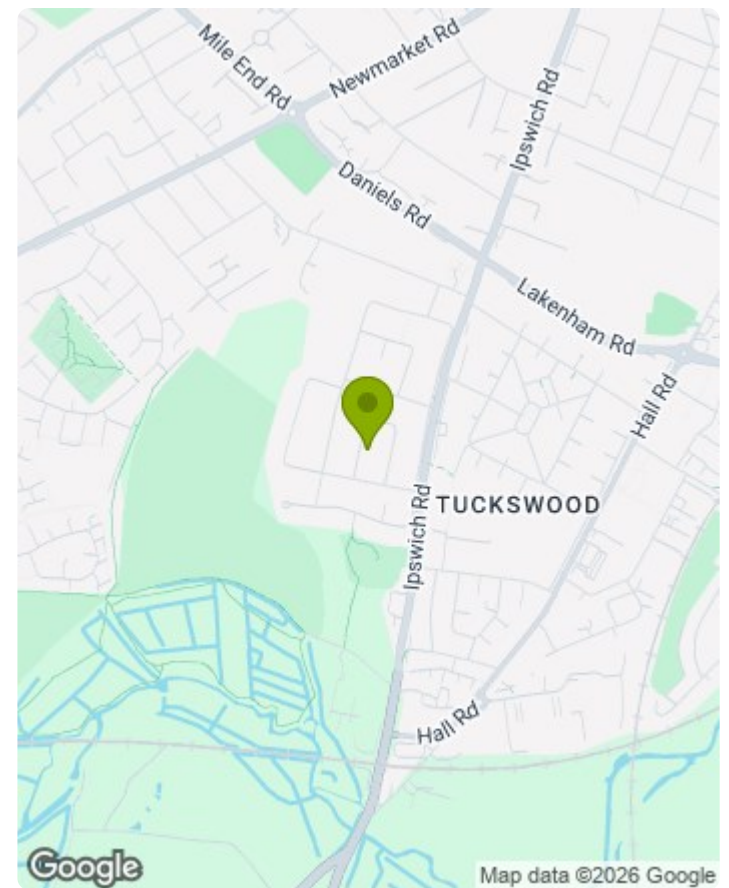 Mile End Rd
Newmarket Rd
Ipswich Rd
Daniels Rd
Lakenham Rd
Hall Rd
Ipswich Rd
TUCKSWOOD
Hall Rd
Google
Map data ©2026 Google